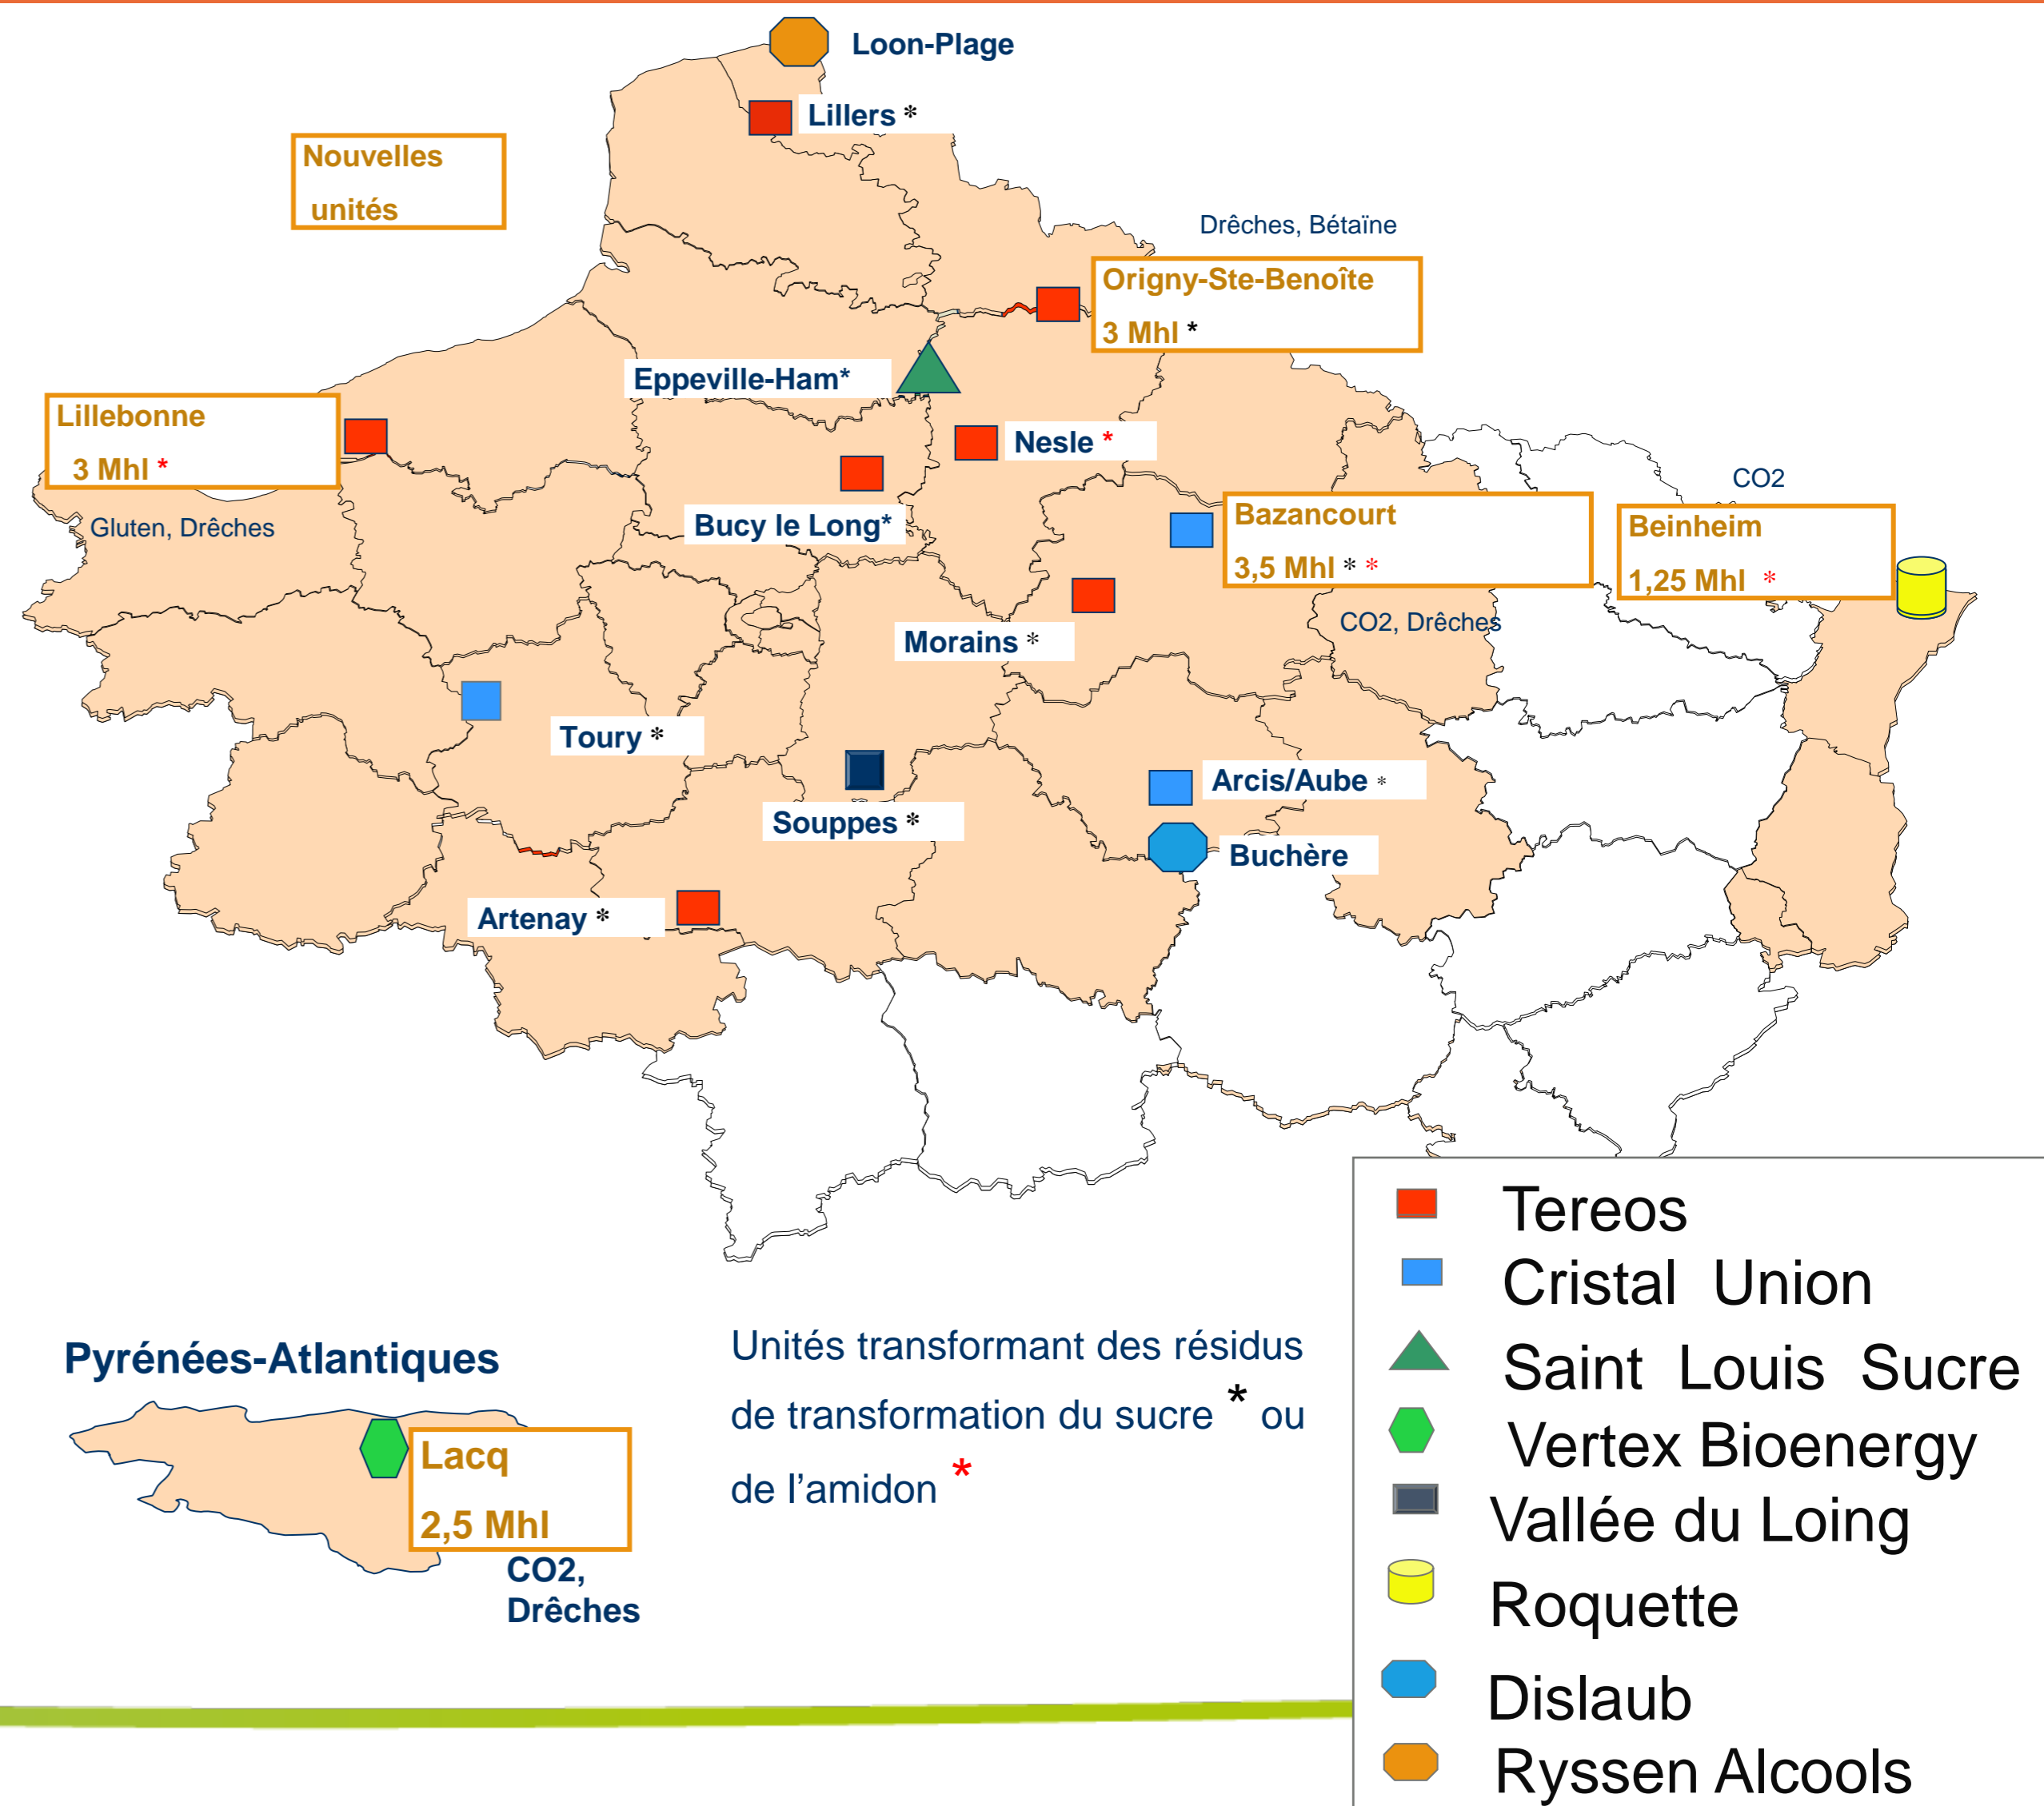 Loon-Plage
Lillers *
Nouvelles
unités
Drêches, Bétaïne
Origny-Ste-Benoîte
3 Mhl *
Eppeville-Ham*
Lillebonne
3 Mhl *
Nesle *
Gluten, Drêches
Bucy le Long*
CO2
Bazancourt
3,5 Mhl * *
Beinheim
1,25 Mhl *
CO2, Drêches
Morains *
Toury *
Arcis/Aube *
Souppes *
Buchère
Artenay *
Pyrénées-Atlantiques
Lacq
2,5 Mhl
CO2,
Drêches
Unités transformant des résidus
de transformation du sucre * ou
de l'amidon *
Tereos
Cristal Union
Saint Louis Sucre
Vertex Bioenergy
Vallée du Loing
Roquette
Dislaub
Ryssen Alcools